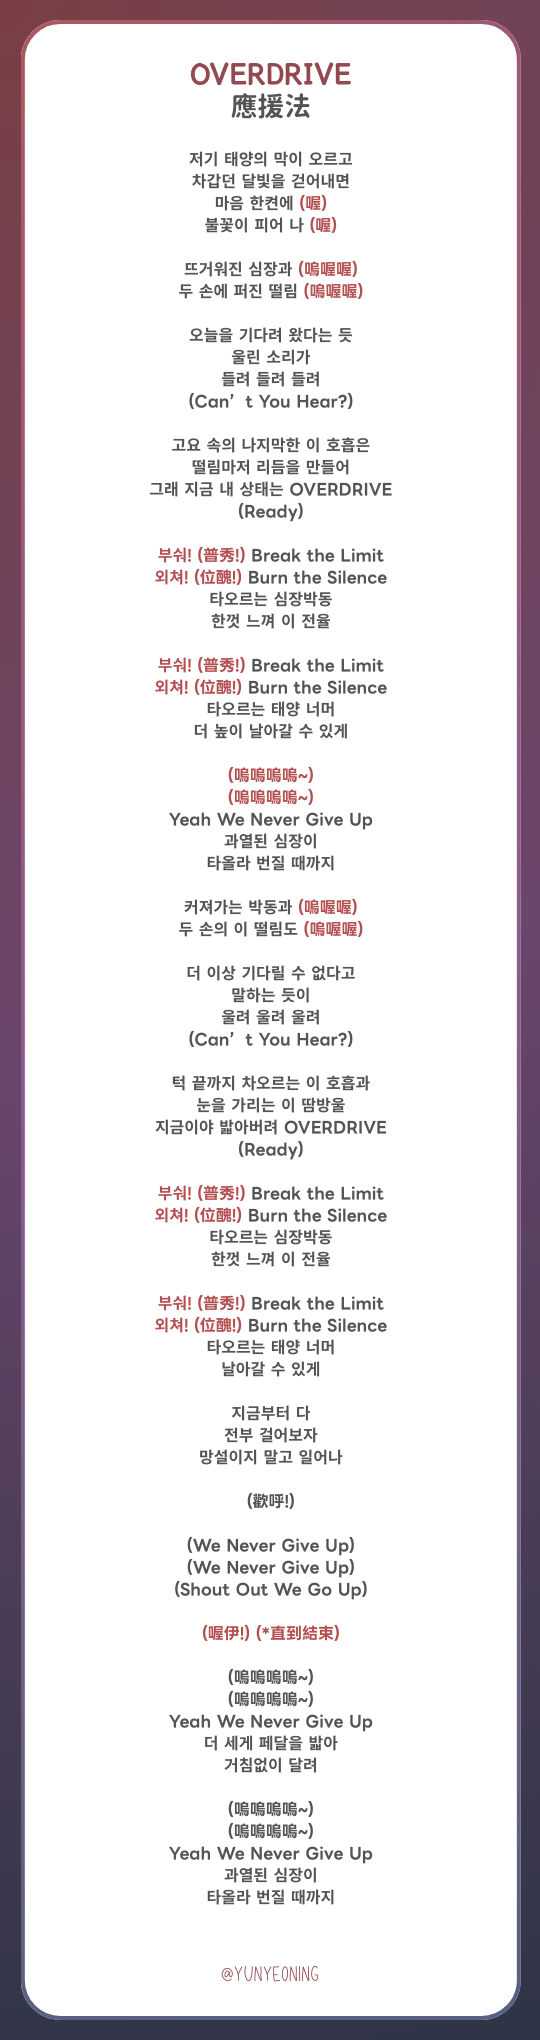 OVERDRIVE
應援法
저기 태양의 막이 오르고
차갑던 달빛을 걷어내면
마음 한켠에 (喔)
불꽃이 피어 나 (喔)
뜨거워진 심장과 (嗚喔喔)
두 손에 퍼진 떨림 (嗚喔喔)
오늘을 기다려 왔다는 듯
울린 소리가
들려 들려 들려
(Can’t You Hear?)
고요 속의 나지막한 이 호흡은
떨림마저 리듬을 만들어
그래 지금 내 상태는 OVERDRIVE
(Ready)
부숴! (普秀!) Break the Limit
외쳐! (位醜!) Burn the Silence
타오르는 심장박동
한껏 느껴 이 전율
부숴! (普秀!) Break the Limit
외쳐! (位醜!) Burn the Silence
타오르는 태양 너머
더 높이 날아갈 수 있게
(嗚嗚嗚嗚~)
(嗚嗚嗚嗚~)
Yeah We Never Give Up
과열된 심장이
타올라 번질 때까지
커져가는 박동과 (嗚喔喔)
두 손의 이 떨림도 (嗚喔喔)
더 이상 기다릴 수 없다고
말하는 듯이
울려 울려 울려
(Can’t You Hear?)
턱 끝까지 차오르는 이 호흡과
눈을 가리는 이 땀방울
지금이야 밟아버려 OVERDRIVE
(Ready)
부숴! (普秀!) Break the Limit
외쳐! (位醜!) Burn the Silence
타오르는 심장박동
한껏 느껴 이 전율
부숴! (普秀!) Break the Limit
외쳐! (位醜!) Burn the Silence
타오르는 태양 너머
날아갈 수 있게
지금부터 다
전부 걸어보자
망설이지 말고 일어나
(歡呼!)
(We Never Give Up)
(We Never Give Up)
(Shout Out We Go Up)
(喔伊!) (*直到結束)
(嗚嗚嗚嗚~)
(嗚嗚嗚嗚~)
Yeah We Never Give Up
더 세게 페달을 밟아
거침없이 달려
(嗚嗚嗚嗚~)
(嗚嗚嗚嗚~)
Yeah We Never Give Up
과열된 심장이
타올라 번질 때까지
@YUNYEONING